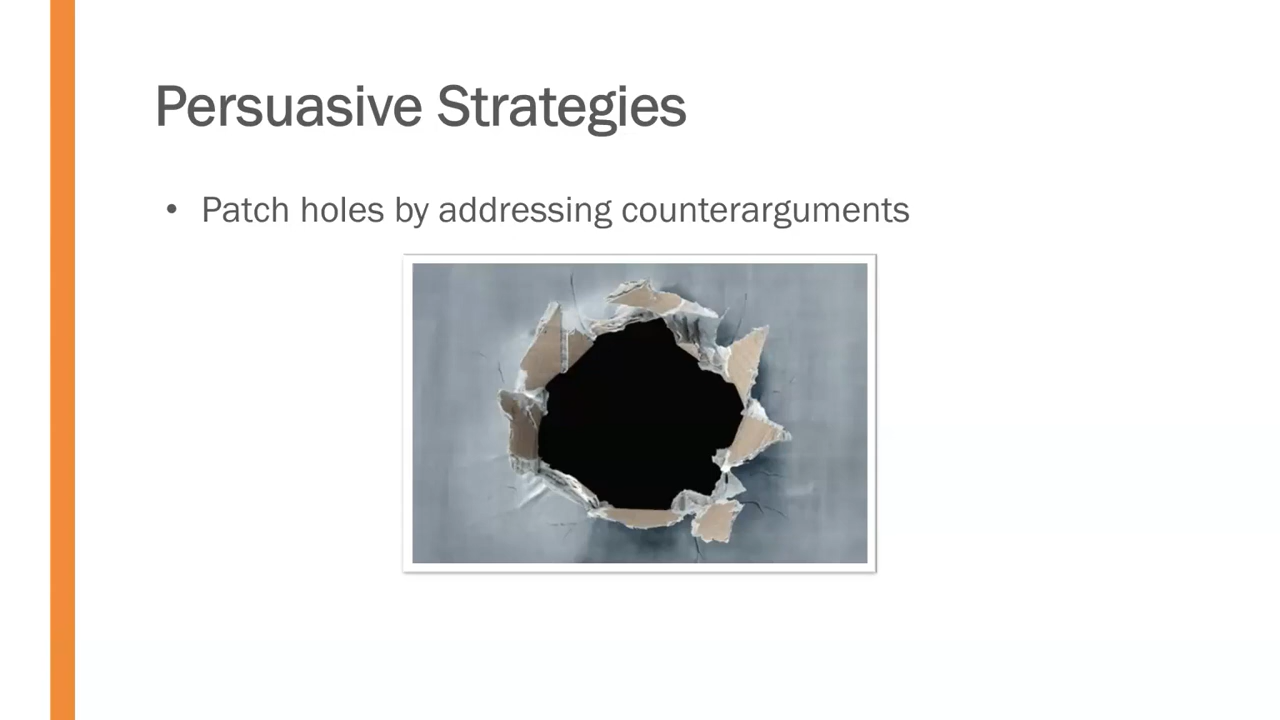 Persuasive Strategies
• Patch holes by addressing counterarguments